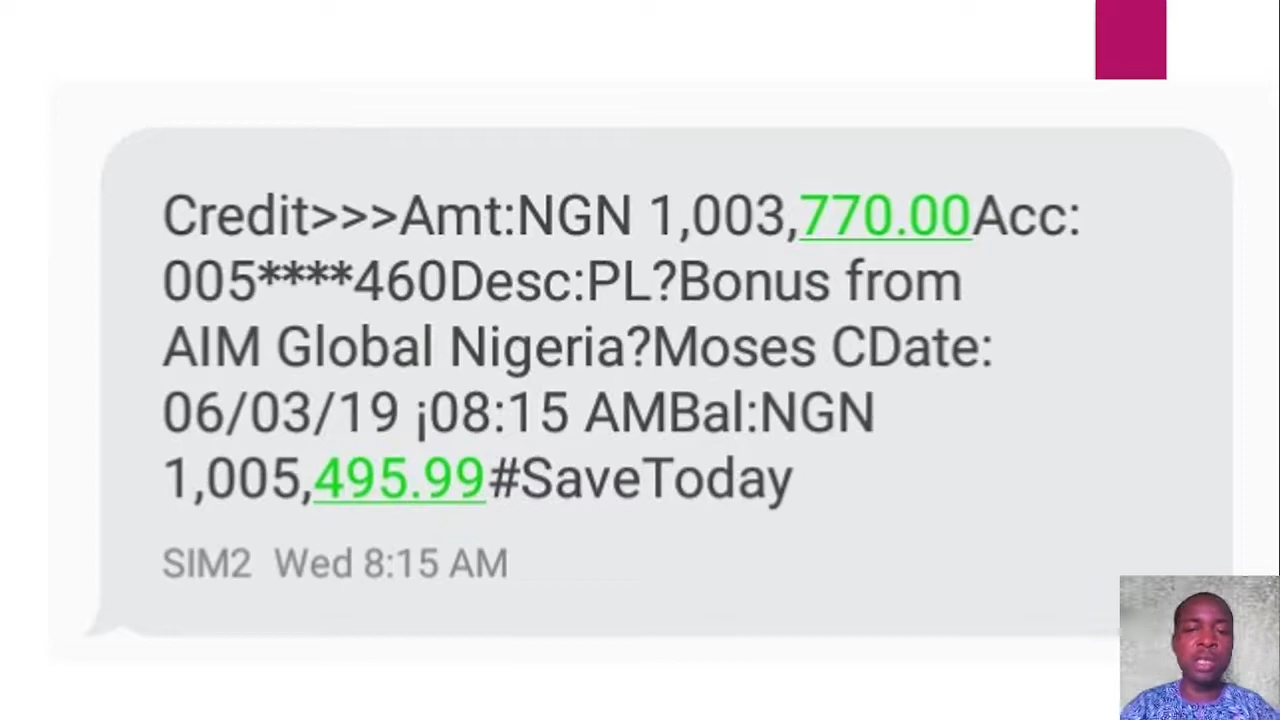 Credit>>>Amt:NGN 1,003,770.00Acc:
005****460Desc:PL?Bonus from
AIM Global Nigeria?Moses CDate:
06/03/19 ¡08:15 AMBal:NGN
1,005,495.99#SaveToday
SIM2 Wed 8:15 AM